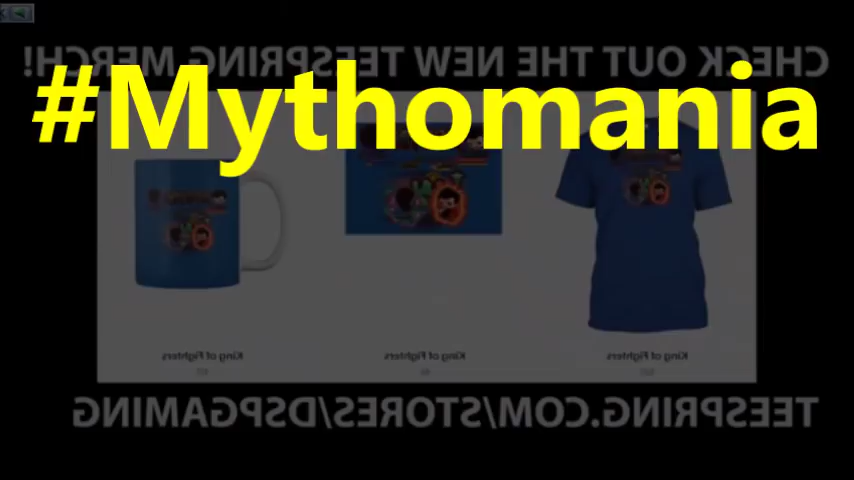 CHECK OUT THE NEW TEESPRING MERCH!
#Mythomania
King of Fighters King of Fighters King of Fighters
TEESPRING.COM/STORES/DSPGAMING